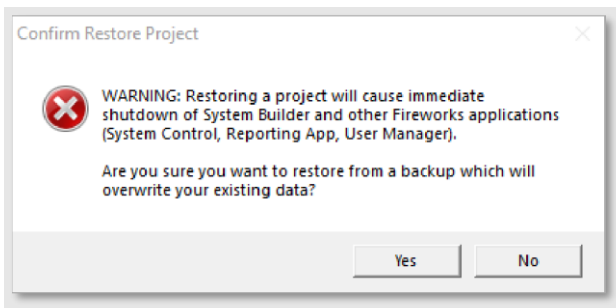 Confirm Restore Project
WARNING: Restoring a project will cause immediate
shutdown of System Builder and other Fireworks applications
(System Control, Reporting App, User Manager).
Are you sure you want to restore from a backup which will
overwrite your existing data?
Yes
No